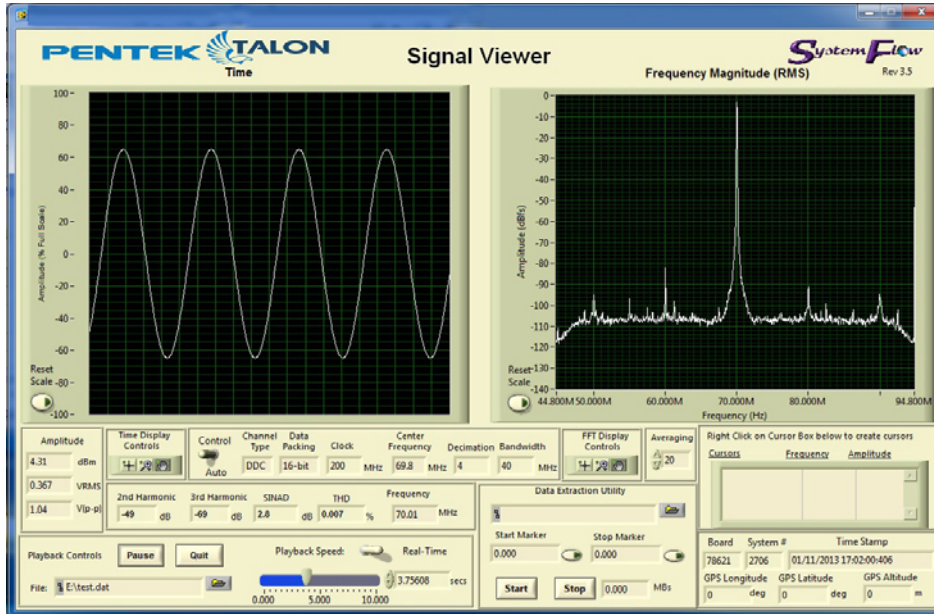 PENTEK TALON
Signal Viewer
SystemFlow
Rev 3.5
Time
Amplitude (% Full Scale)
100
80
60
40
20
0
-20
-40
-60
-80
-100
Reset
Scale
Frequency Magnitude (RMS)
Amplitude (dBfs)
0
-10
-20
-30
-40
-50
-60
-70
-80
-90
-100
-110
-120
-130
-140
Reset
Scale
44.800M 50.000M 60.000M 70.000M 80.000M 94.800M
Frequency (Hz)
Amplitude
4.31 dBm
0.367 VRMS
1.04 V(p-p)
Time Display
Controls
Control
Auto
Channel
Type
DDC
Data
Packing
16-bit
Clock
200 MHz
Center
Frequency
69.8 MHz
Decimation
4
Bandwidth
40 MHz
FFT Display
Controls
Averaging
20
Right Click on Cursor Box below to create cursors
Cursors Frequency Amplitude
2nd Harmonic
-49 dB
3rd Harmonic
-69 dB
SINAD
2.8 dB
THD
0.007 %
Frequency
70.01 MHz
Data Extraction Utility
Start Marker
0.000
Stop Marker
0.000
Start
Stop
0.000 MBs
Playback Controls
Pause
Quit
Playback Speed:
Real-Time
File: E:\test.dat
0.000 5.000 10.000
3.75608 secs
Board System # Time Stamp
78621 2706 01/11/2013 17:02:00:406
GPS Longitude GPS Latitude GPS Altitude
0 deg 0 deg 0 m